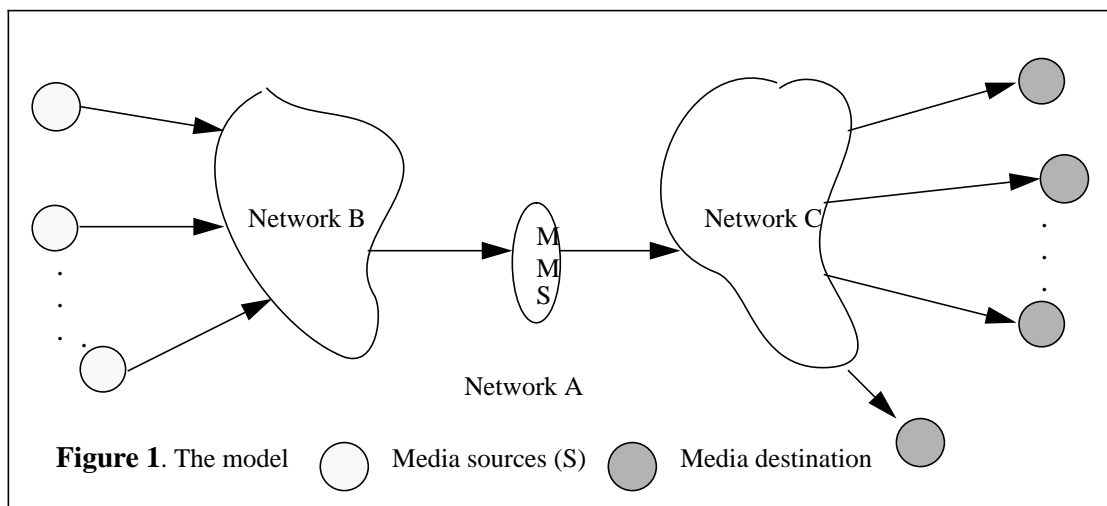 Network B
M
M
S
Network C
Network A
Figure 1. The model
Media sources (S)
Media destination